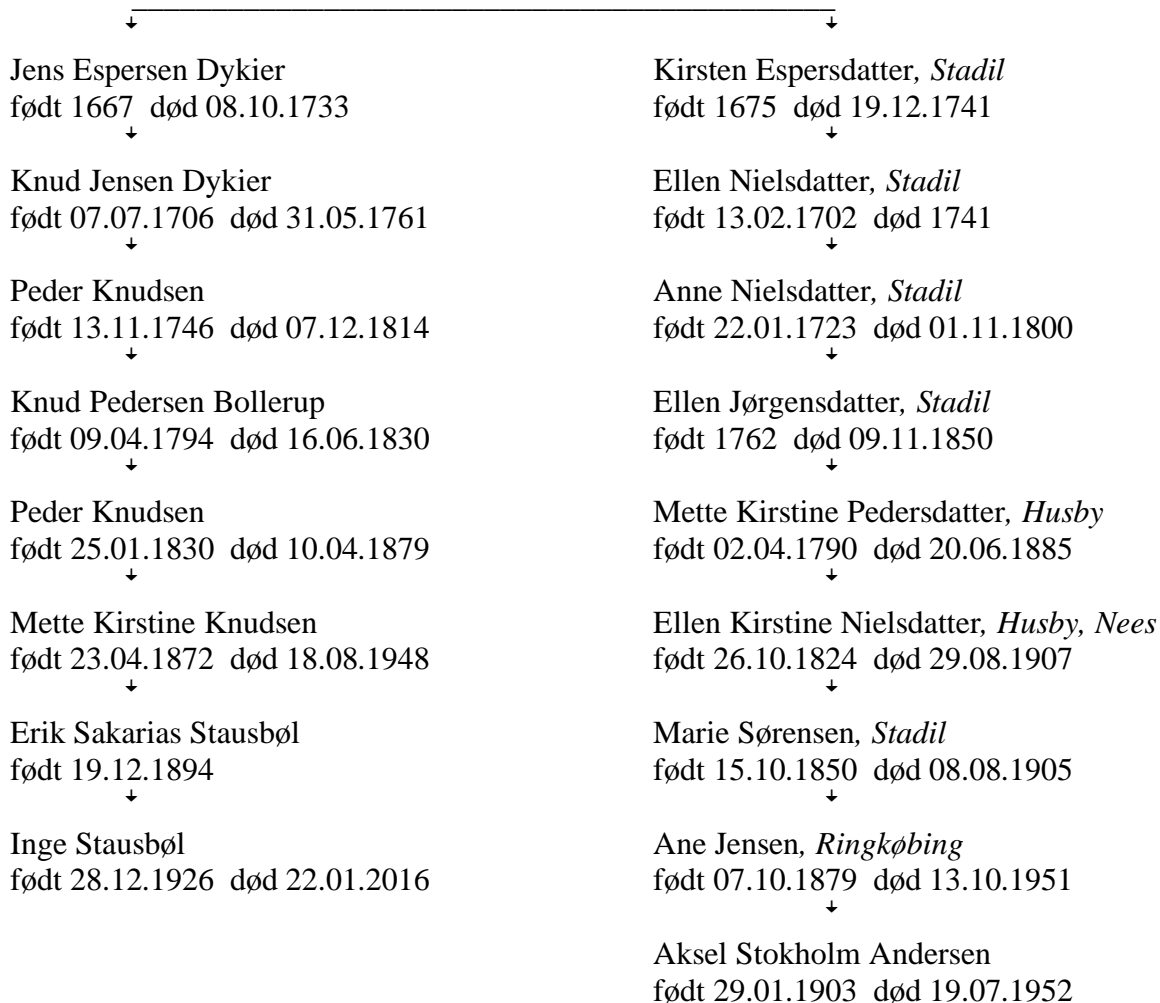 Jens Espersen Dykier
født 1667 død 08.10.1733
Knud Jensen Dykier
født 07.07.1706 død 31.05.1761
Peder Knudsen
født 13.11.1746 død 07.12.1814
Knud Pedersen Bollerup
født 09.04.1794 død 16.06.1830
Peder Knudsen
født 25.01.1830 død 10.04.1879
Mette Kirstine Knudsen
født 23.04.1872 død 18.08.1948
Erik Sakarias Stausbøl
født 19.12.1894
Inge Stausbøl
født 28.12.1926 død 22.01.2016
Kirsten Espersdatter, Stadil
født 1675 død 19.12.1741
Ellen Nielsdatter, Stadil
født 13.02.1702 død 1741
Anne Nielsdatter, Stadil
født 22.01.1723 død 01.11.1800
Ellen Jørgensdatter, Stadil
født 1762 død 09.11.1850
Mette Kirstine Pedersdatter, Husby
født 02.04.1790 død 20.06.1885
Ellen Kirstine Nielsdatter, Husby, Nees
født 26.10.1824 død 29.08.1907
Marie Sørensen, Stadil
født 15.10.1850 død 08.08.1905
Ane Jensen, Ringkøbing
født 07.10.1879 død 13.10.1951
Aksel Stokholm Andersen
født 29.01.1903 død 19.07.1952